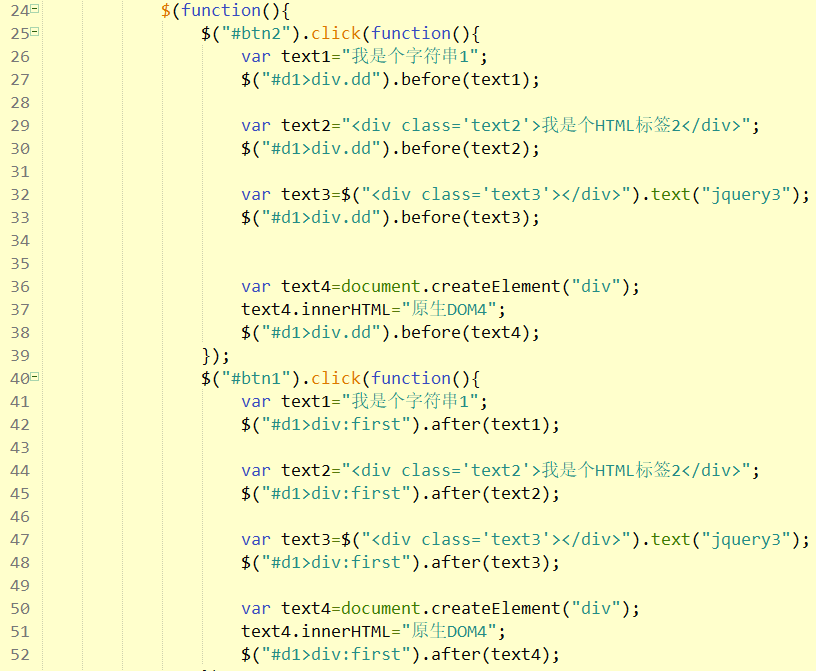 24 $(function(){
25 $("#btn2").click(function(){
26 var text1="我是个字符串1";
27 $("#d1>div.dd").before(text1);
28
29 var text2="<div class='text2'>我是个HTML标签2</div>";
30 $("#d1>div.dd").before(text2);
31
32 var text3=$("<div class='text3'></div>").text("jquery3");
33 $("#d1>div.dd").before(text3);
34
35
36 var text4=document.createElement("div");
37 text4.innerHTML="原生DOM4";
38 $("#d1>div.dd").before(text4);
39 });
40 $("#btn1").click(function(){
41 var text1="我是个字符串1";
42 $("#d1>div:first").after(text1);
43
44 var text2="<div class='text2'>我是个HTML标签2</div>";
45 $("#d1>div:first").after(text2);
46
47 var text3=$("<div class='text3'></div>").text("jquery3");
48 $("#d1>div:first").after(text3);
49
50 var text4=document.createElement("div");
51 text4.innerHTML="原生DOM4";
52 $("#d1>div:first").after(text4);